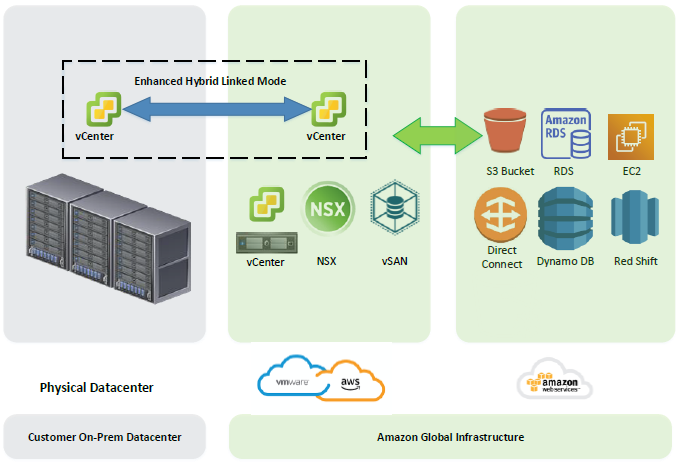 Enhanced Hybrid Linked Mode
vCenter
vCenter
Amazon
RDS
S3 Bucket
RDS
EC2
NSX
vCenter
NSX
vSAN
Direct
Connect
Dynamo DB
Red Shift
Physical Datacenter
vmware
aws
amazon
web services™
Customer On-Prem Datacenter
Amazon Global Infrastructure